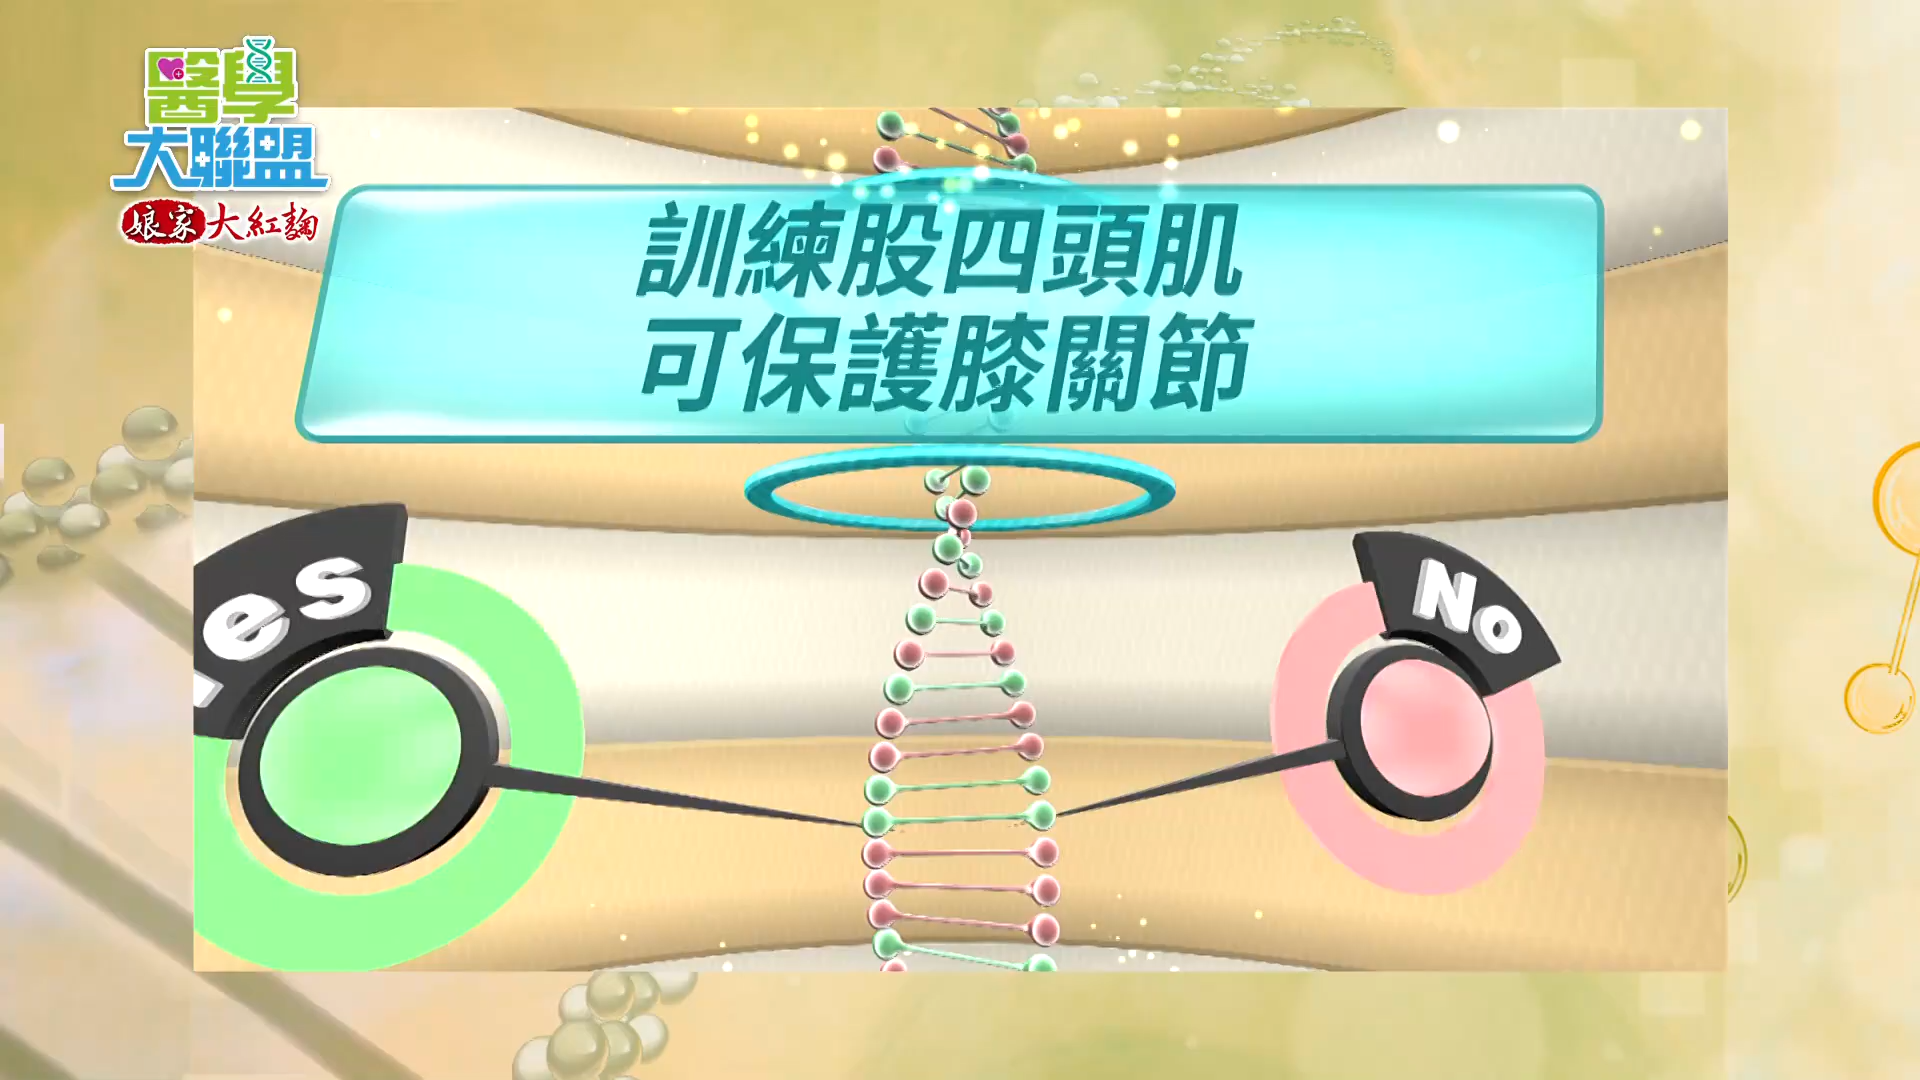 醫學
大聯盟
娘家大紅麴
訓練股四頭肌
可保護膝關節
es
No